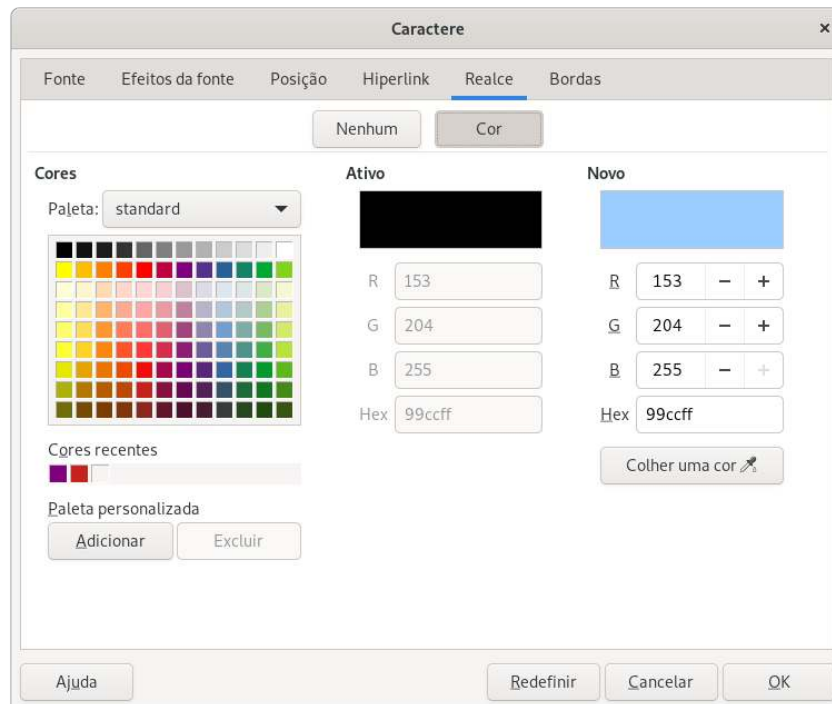 Caractere
Fonte Efeitos da fonte Posição Hiperlink Realce Bordas
Nenhum Cor
Cores Ativo Novo
Paleta: standard
R 153 R 153 − +
G 204 G 204 − +
B 255 B 255 − +
Hex 99ccff Hex 99ccff
Cores recentes
Colher uma cor
Paleta personalizada
Adicionar Excluir
Ajuda Redefinir Cancelar OK